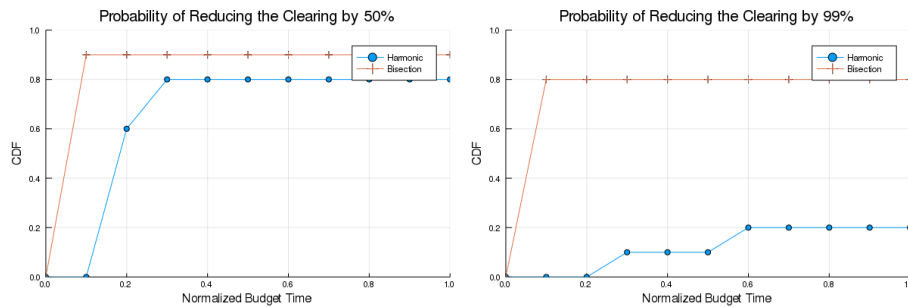 Probability of Reducing the Clearing by 50%
1.0
0.8
0.6
0.4
0.2
0.0
CDF
Harmonic
Bisection
0.0 0.2 0.4 0.6 0.8 1.0
Normalized Budget Time
Probability of Reducing the Clearing by 99%
1.0
0.8
0.6
0.4
0.2
0.0
CDF
Harmonic
Bisection
0.0 0.2 0.4 0.6 0.8 1.0
Normalized Budget Time